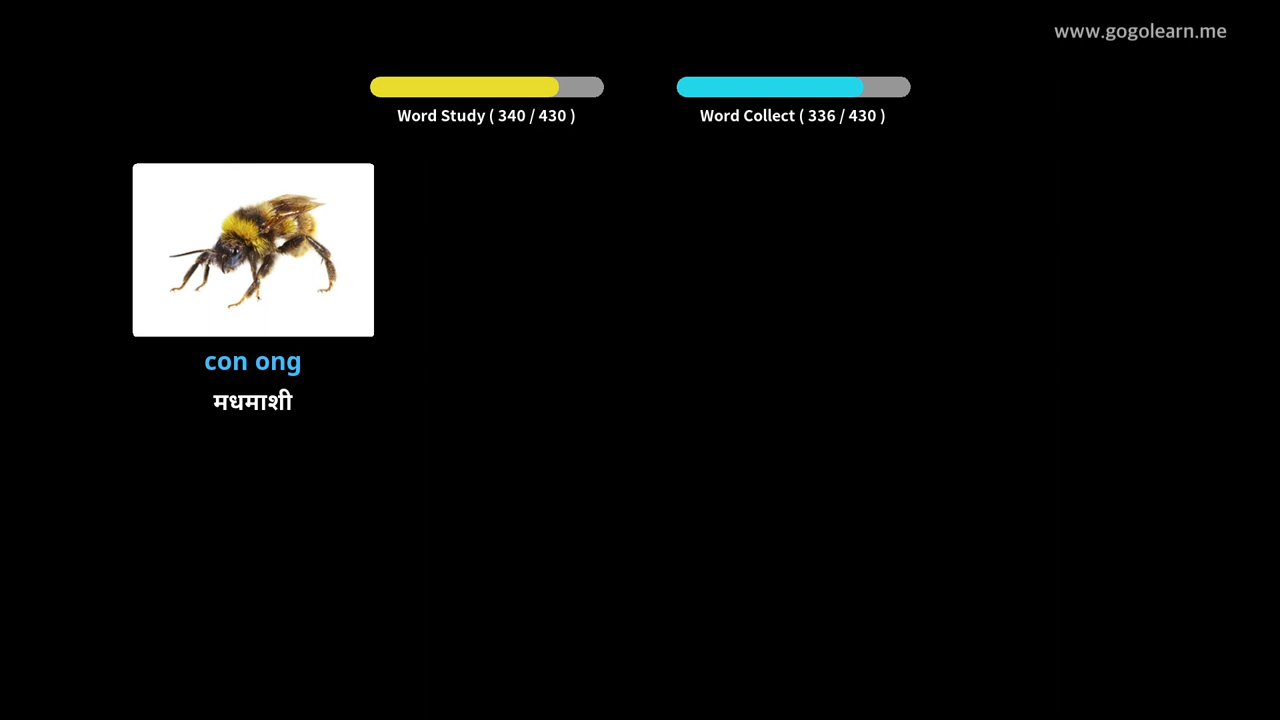 www.gogolearn.me
Word Study ( 340 / 430 )
Word Collect ( 336 / 430 )
con ong
मधमाशी